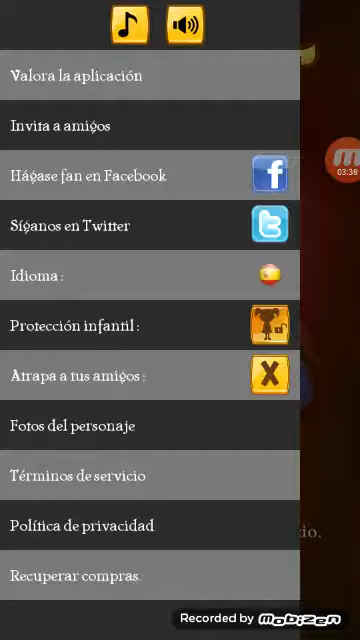 Valora la aplicación
Invita a amigos
Hágase fan en Facebook
Síganos en Twitter
Idioma :
Protección infantil :
Atrapa a tus amigos :
Fotos del personaje
Términos de servicio
Política de privacidad
Recuperar compras.
io.
03:39
Recorded by mobizen